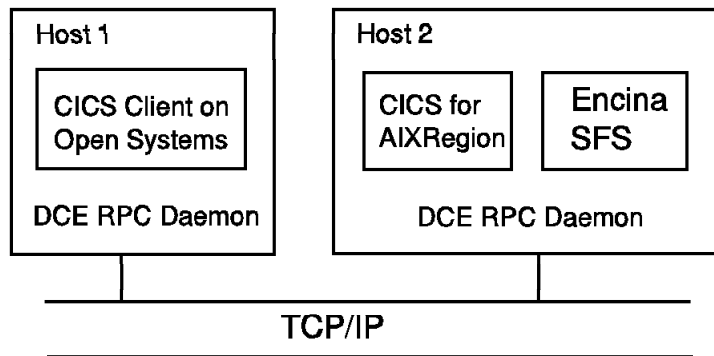 Host 1
CICS Client on
Open Systems
DCE RPC Daemon
Host 2
CICS for
AIXRegion
Encina
SFS
DCE RPC Daemon
TCP/IP